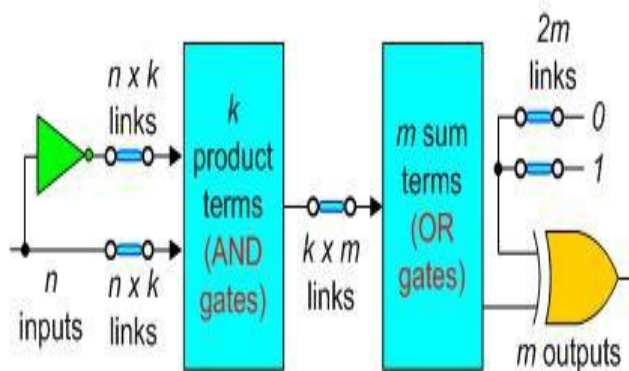 n x k
links
n
inputs
n x k
links
k
product
terms
(AND
gates)
k x m
links
m sum
terms
(OR
gates)
2m
links
0
1
m outputs